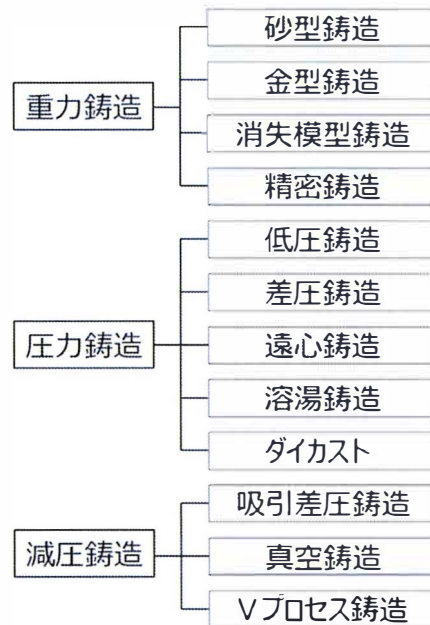 重力鋳造
砂型鋳造
金型鋳造
消失模型鋳造
精密鋳造
圧力鋳造
低圧鋳造
差圧鋳造
遠心鋳造
溶湯鋳造
ダイカスト
減圧鋳造
吸引差圧鋳造
真空鋳造
Vプロセス鋳造